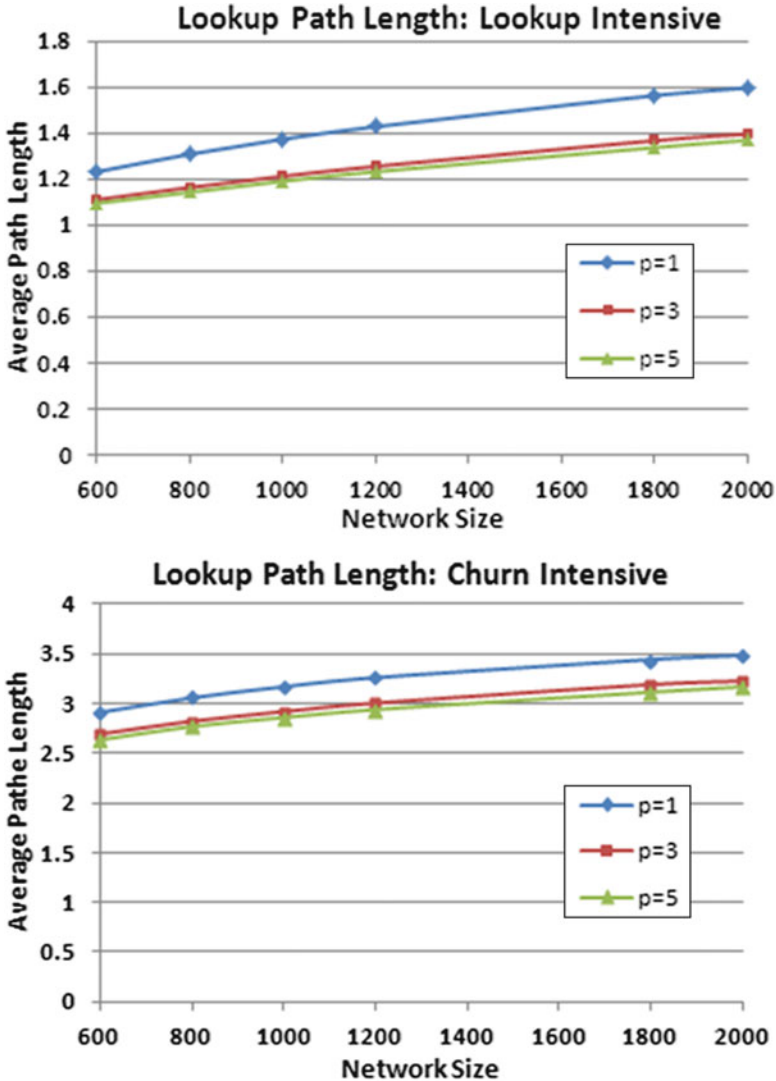 Lookup Path Length: Lookup Intensive
1.8
1.6
1.4
1.2
1
0.8
0.6
0.4
0.2
0
Average Path Length
p=1
p=3
p=5
600 800 1000 1200 1400 1600 1800 2000
Network Size
Lookup Path Length: Churn Intensive
4
3.5
3
2.5
2
1.5
1
0.5
0
Average Pathe Length
p=1
p=3
p=5
600 800 1000 1200 1400 1600 1800 2000
Network Size